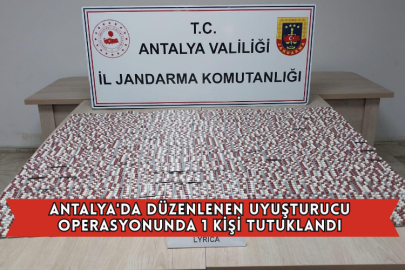 T.C.
ANTALYA VALİLİĞİ
İL JANDARMA KOMUTANLIĞI
ANTALYA'DA DÜZENLENEN UYUŞTURUCU
OPERASYONUNDA 1 KİŞİ TUTUKLANDI
LYRICA